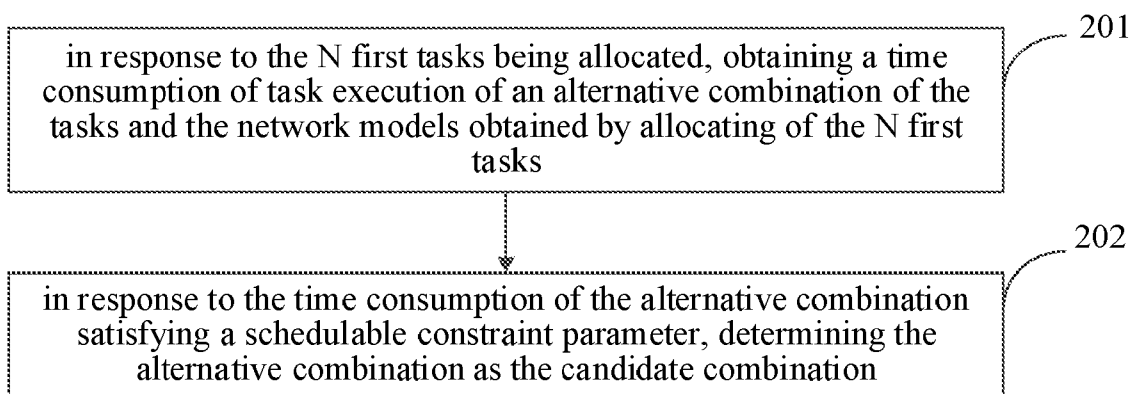 201
in response to the N first tasks being allocated, obtaining a time
consumption of task execution of an alternative combination of the
tasks and the network models obtained by allocating of the N first
tasks
202
in response to the time consumption of the alternative combination
satisfying a schedulable constraint parameter, determining the
alternative combination as the candidate combination